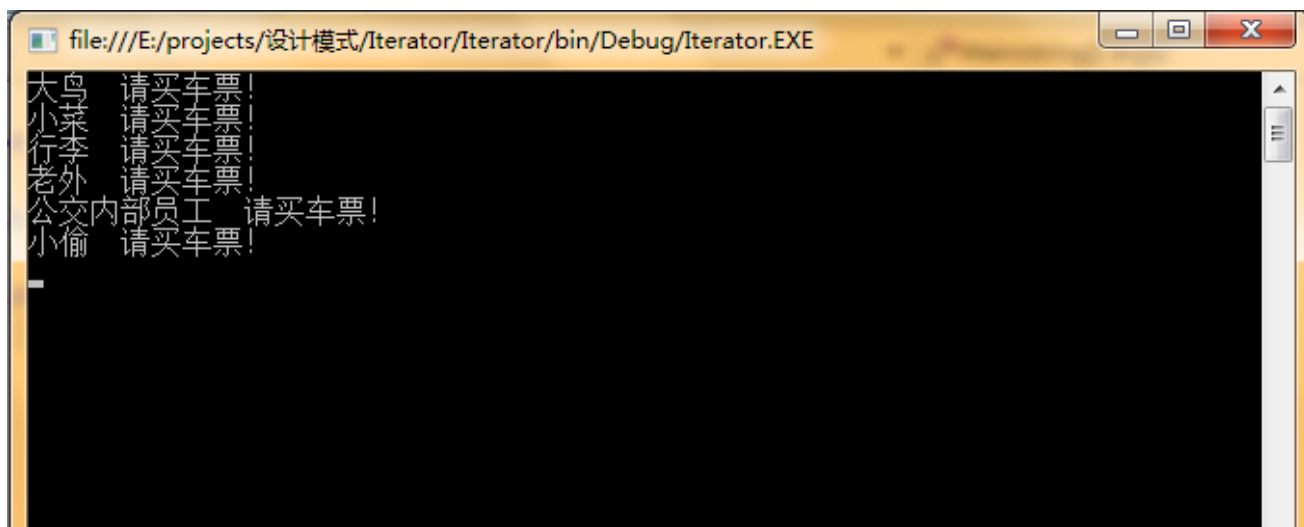 file:///E:/projects/设计模式/Iterator/Iterator/bin/Debug/Iterator.EXE
大鸟　请买车票!
小菜　请买车票!
行李　请买车票!
老外　请买车票!
公交内部员工　请买车票!
小偷　请买车票!